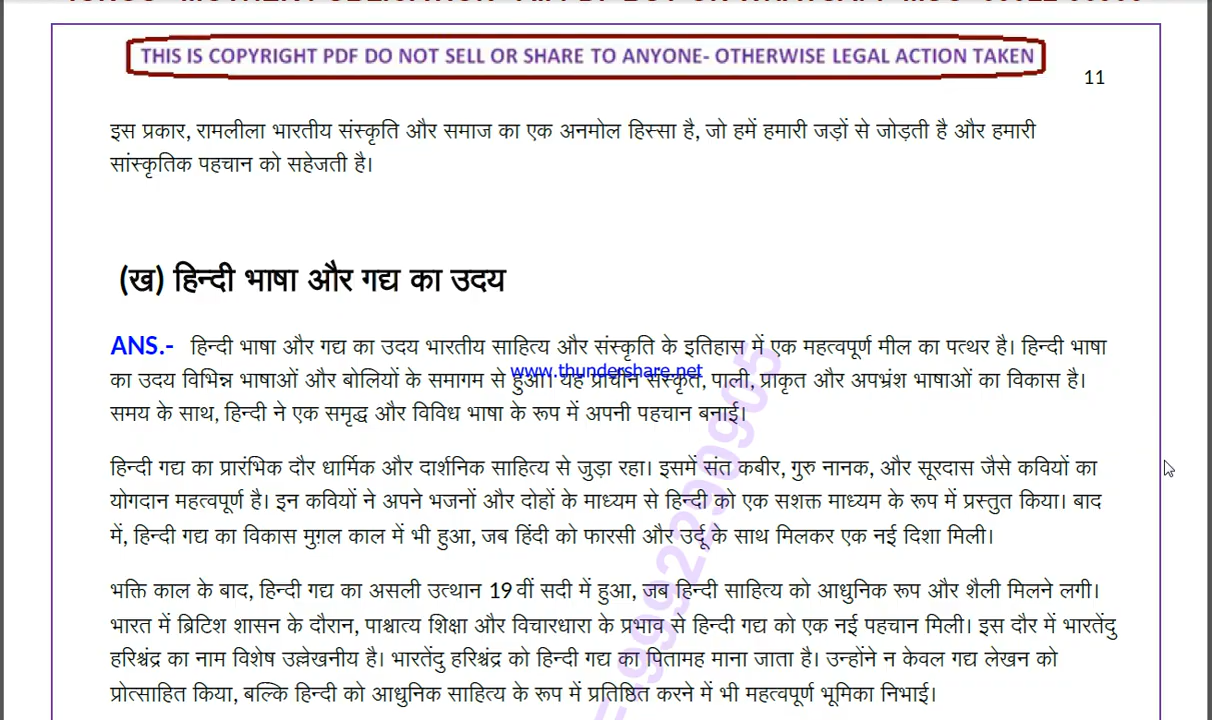 THIS IS COPYRIGHT PDF DO NOT SELL OR SHARE TO ANYONE- OTHERWISE LEGAL ACTION TAKEN
11
इस प्रकार, रामलीला भारतीय संस्कृति और समाज का एक अनमोल हिस्सा है, जो हमें हमारी जड़ों से जोड़ती है और हमारी
सांस्कृतिक पहचान को सहेजती है।
(ख) हिन्दी भाषा और गद्य का उदय
ANS.- हिन्दी भाषा और गद्य का उदय भारतीय साहित्य और संस्कृति के इतिहास में एक महत्वपूर्ण मील का पत्थर है। हिन्दी भाषा
www.thundershare.net
का उदय विभिन्न भाषाओं और बोलियों के समागम से हुआ। यह प्राचीन संस्कृत, पाली, प्राकृत और अपभ्रंश भाषाओं का विकास है।
समय के साथ, हिन्दी ने एक समृद्ध और विविध भाषा के रूप में अपनी पहचान बनाई।
हिन्दी गद्य का प्रारंभिक दौर धार्मिक और दार्शनिक साहित्य से जुड़ा रहा। इसमें संत कबीर, गुरु नानक, और सूरदास जैसे कवियों का
योगदान महत्वपूर्ण है। इन कवियों ने अपने भजनों और दोहों के माध्यम से हिन्दी को एक सशक्त माध्यम के रूप में प्रस्तुत किया। बाद
में, हिन्दी गद्य का विकास मुग़ल काल में भी हुआ, जब हिंदी को फारसी और उर्दू के साथ मिलकर एक नई दिशा मिली।
भक्ति काल के बाद, हिन्दी गद्य का असली उत्थान 19 वीं सदी में हुआ, जब हिन्दी साहित्य को आधुनिक रूप और शैली मिलने लगी।
भारत में ब्रिटिश शासन के दौरान, पाश्चात्य शिक्षा और विचारधारा के प्रभाव से हिन्दी गद्य को एक नई पहचान मिली। इस दौर में भारतेंदु
हरिश्चंद्र का नाम विशेष उल्लेखनीय है। भारतेंदु हरिश्चंद्र को हिन्दी गद्य का पितामह माना जाता है। उन्होंने न केवल गद्य लेखन को
प्रोत्साहित किया, बल्कि हिन्दी को आधुनिक साहित्य के रूप में प्रतिष्ठित करने में भी महत्वपूर्ण भूमिका निभाई।